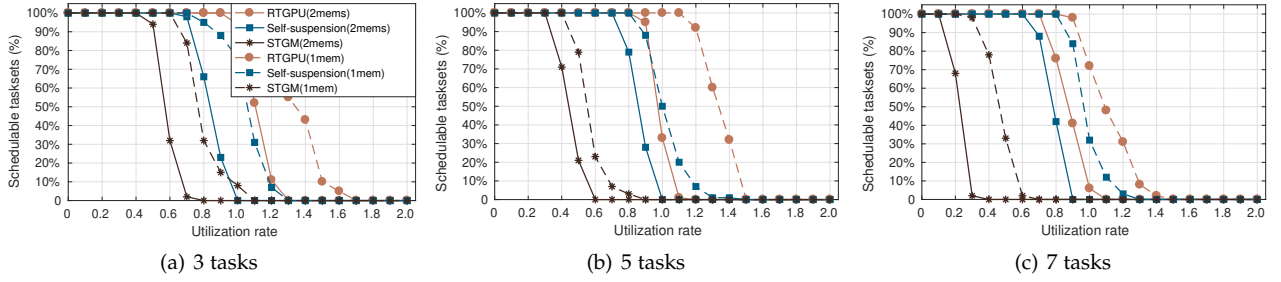 Schedulable tasksets (%)
100%
90%
80%
70%
60%
50%
40%
30%
20%
10%
0
0 0.2 0.4 0.6 0.8 1.0 1.2 1.4 1.6 1.8 2.0
Utilization rate
RTGPU(2mems)
Self-suspension(2mems)
STGM(2mems)
RTGPU(1mem)
Self-suspension(1mem)
STGM(1mem)
(a) 3 tasks
Schedulable tasksets (%)
100%
90%
80%
70%
60%
50%
40%
30%
20%
10%
0
0 0.2 0.4 0.6 0.8 1.0 1.2 1.4 1.6 1.8 2.0
Utilization rate
(b) 5 tasks
Schedulable tasksets (%)
100%
90%
80%
70%
60%
50%
40%
30%
20%
10%
0
0 0.2 0.4 0.6 0.8 1.0 1.2 1.4 1.6 1.8 2.0
Utilization rate
(c) 7 tasks